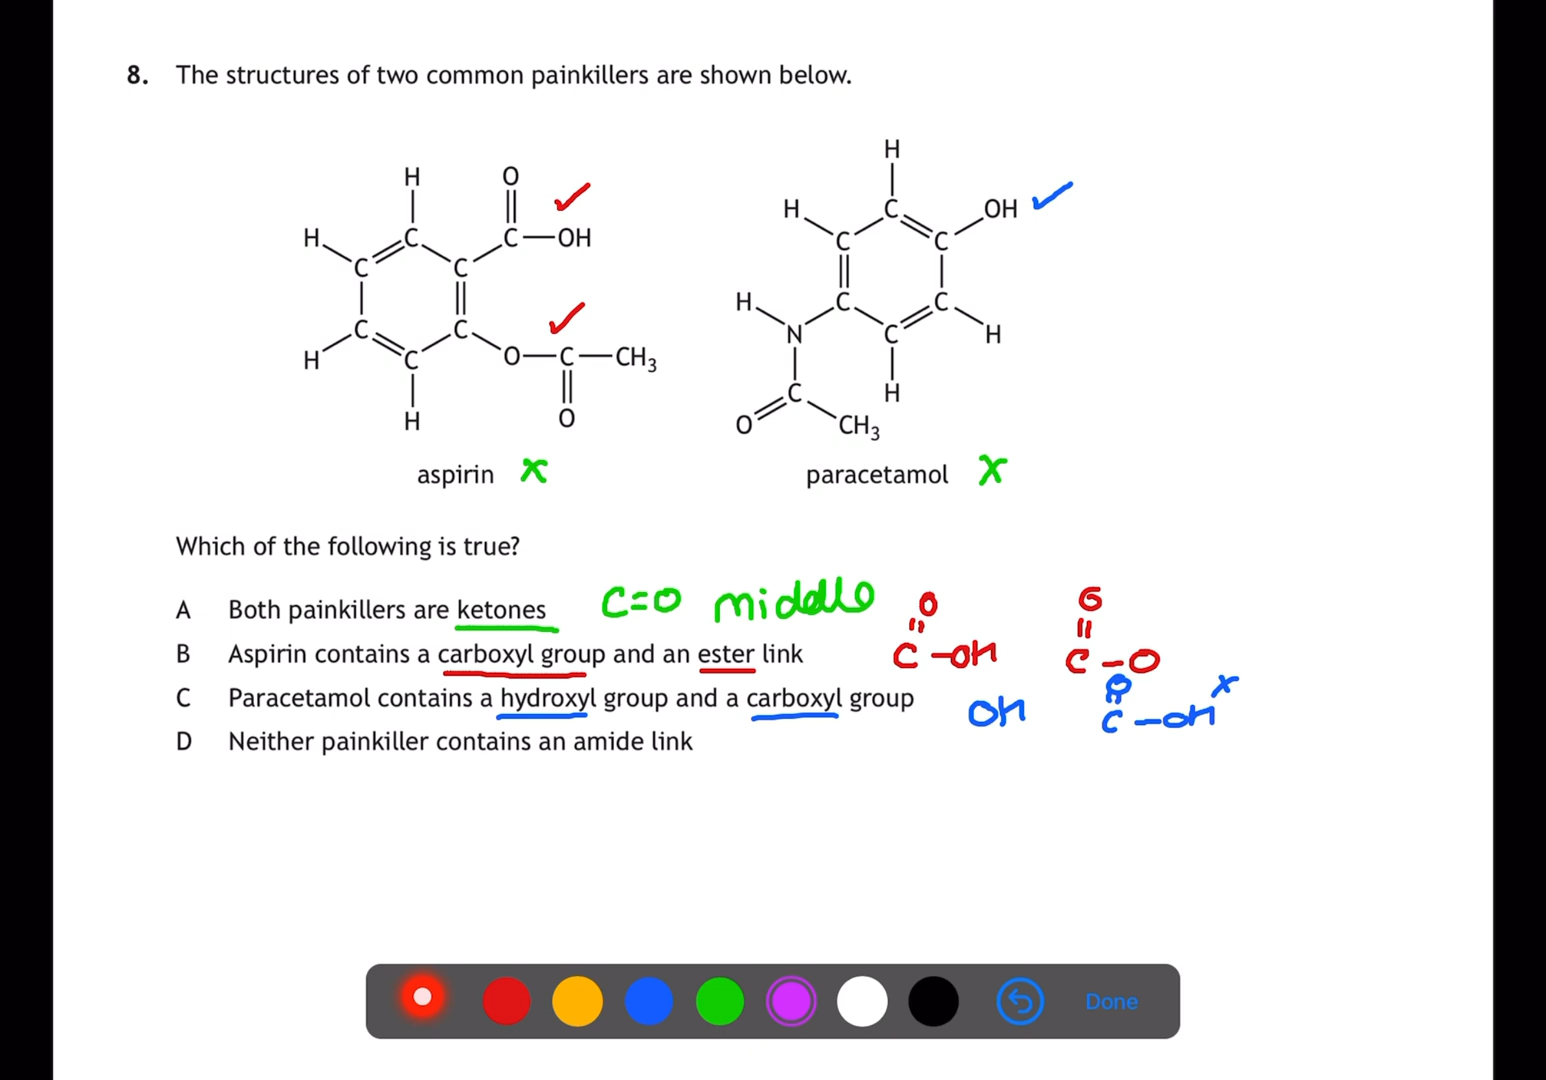 8. The structures of two common painkillers are shown below.
H
H O H OH
H C C—OH C
C C C C
H
C C C C
H C O—C—CH3 N C H
H O C H
O CH3
aspirin x paracetamol x
Which of the following is true?
A Both painkillers are ketones C=O middle
O
C-OH
B Aspirin contains a carboxyl group and an ester link
C-O
C Paracetamol contains a hydroxyl group and a carboxyl group OH
O
C-OH x
D Neither painkiller contains an amide link
Done